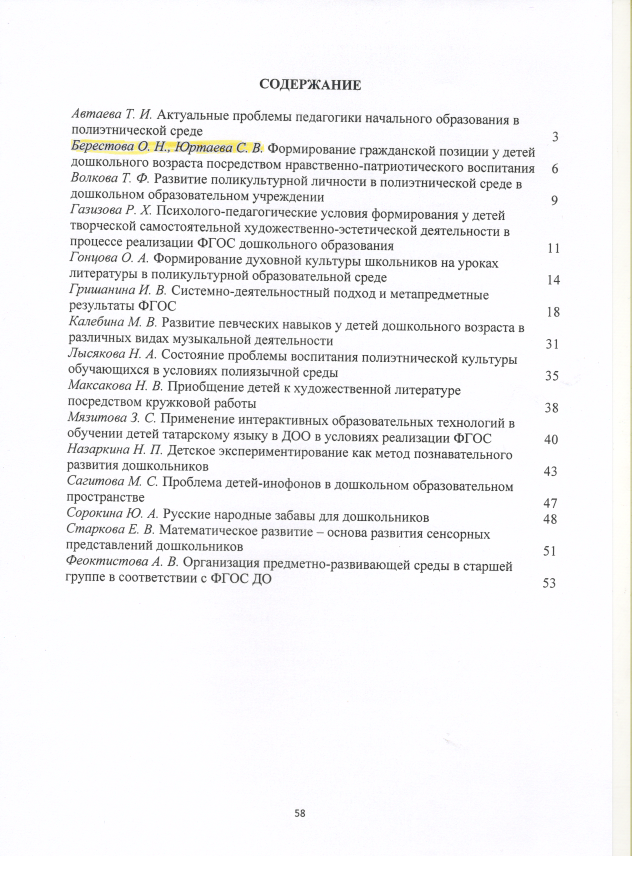 СОДЕРЖАНИЕ
Автаева Т. И. Актуальные проблемы педагогики начального образования в
полиэтнической среде 3
Берестова О. Н., Юртаева С. В. Формирование гражданской позиции у детей
дошкольного возраста посредством нравственно-патриотического воспитания 6
Волкова Т. Ф. Развитие поликультурной личности в полиэтнической среде в
дошкольном образовательном учреждении 9
Газизова Р. Х. Психолого-педагогические условия формирования у детей
творческой самостоятельной художественно-эстетической деятельности в
процессе реализации ФГОС дошкольного образования 11
Гонцова О. А. Формирование духовной культуры школьников на уроках
литературы в поликультурной образовательной среде 14
Гришанина И. В. Системно-деятельностный подход и метапредметные
результаты ФГОС 18
Калебина М. В. Развитие певческих навыков у детей дошкольного возраста в
различных видах музыкальной деятельности 31
Лысякова Н. А. Состояние проблемы воспитания полиэтнической культуры
обучающихся в условиях полиязычной среды 35
Максакова Н. В. Приобщение детей к художественной литературе
посредством кружковой работы 38
Мязитова З. С. Применение интерактивных образовательных технологий в
обучении детей татарскому языку в ДОО в условиях реализации ФГОС 40
Назаркина Н. П. Детское экспериментирование как метод познавательного
развития дошкольников 43
Сагитова М. С. Проблема детей-инофонов в дошкольном образовательном
пространстве 47
Сорокина Ю. А. Русские народные забавы для дошкольников 48
Старкова Е. В. Математическое развитие – основа развития сенсорных
представлений дошкольников 51
Феоктистова А. В. Организация предметно-развивающей среды в старшей
группе в соответствии с ФГОС ДО 53
58